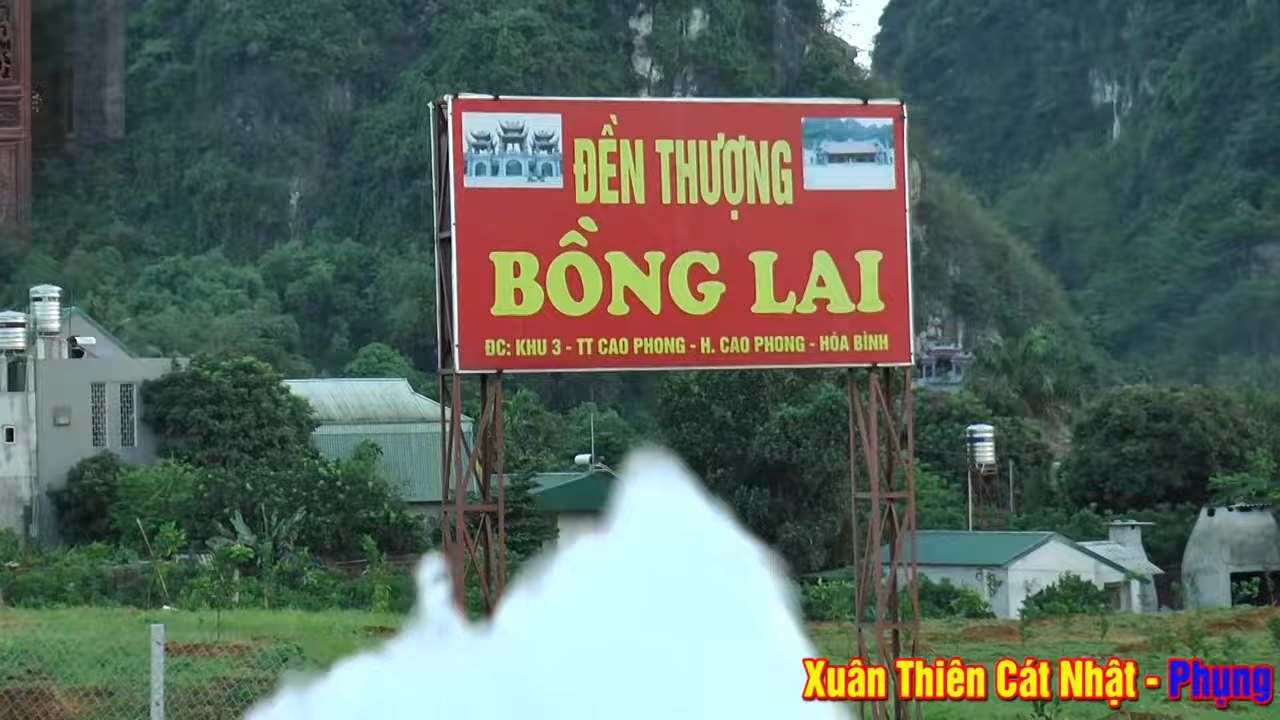 ĐỀN THƯỢNG
BỒNG LAI
ĐC: KHU 3 - TT CAO PHONG - H. CAO PHONG - HÒA BÌNH
Xuân Thiên Cát Nhật - Phụng